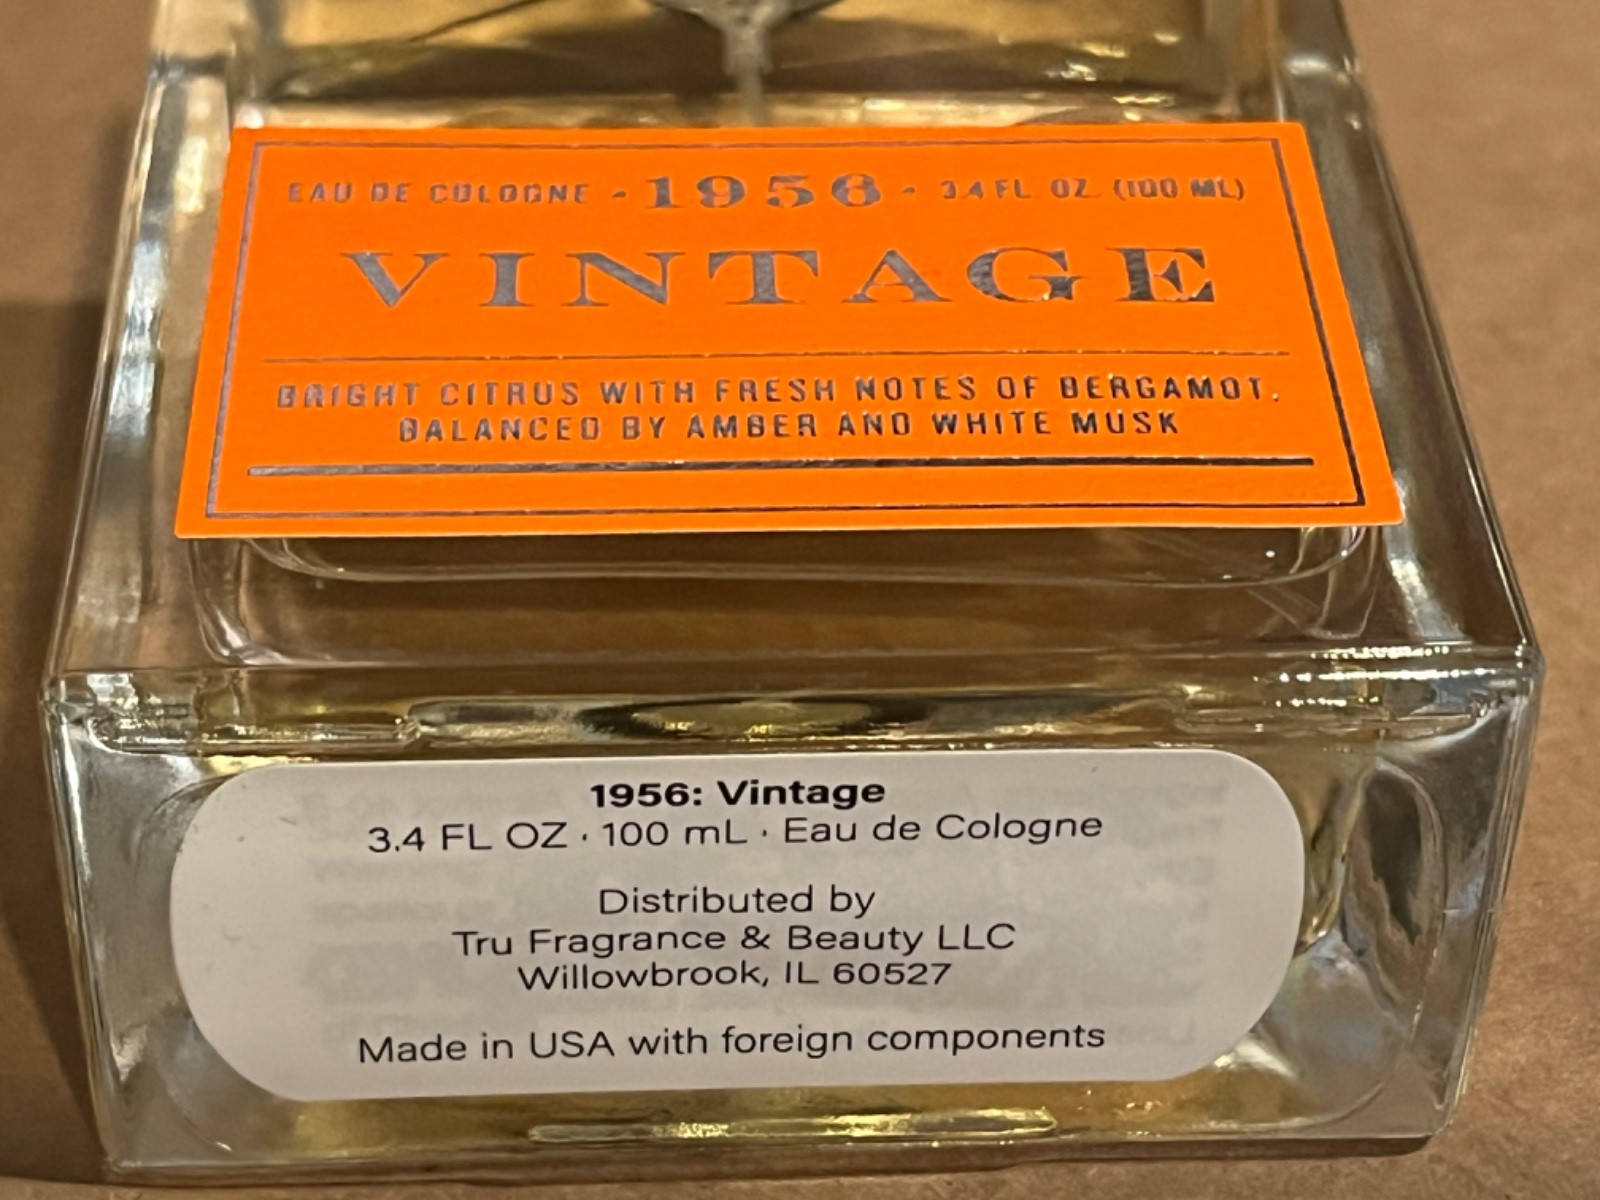 EAU DE COLOGNE - 1956 - 3.4 FL. OZ. (100 ML)
VINTAGE
BRIGHT CITRUS WITH FRESH NOTES OF BERGAMOT,
BALANCED BY AMBER AND WHITE MUSK
1956: Vintage
3.4 FL OZ · 100 mL · Eau de Cologne
Distributed by
Tru Fragrance & Beauty LLC
Willowbrook, IL 60527
Made in USA with foreign components